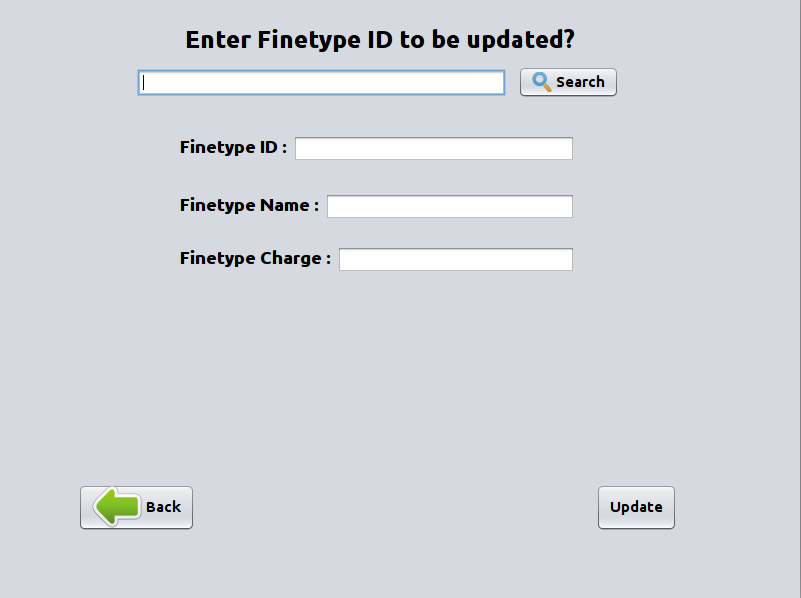 Enter Finetype ID to be updated?
Search
Finetype ID :
Finetype Name :
Finetype Charge :
Back
Update